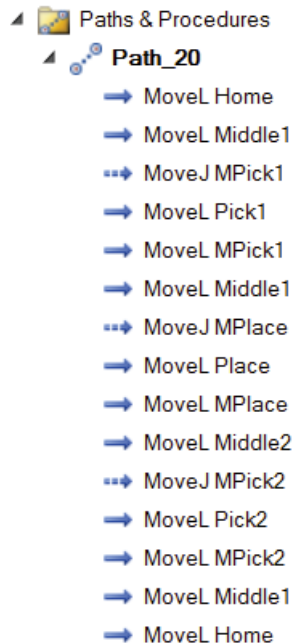 Paths & Procedures
Path_20
MoveL Home
MoveL Middle1
MoveJ MPick1
MoveL Pick1
MoveL MPick1
MoveL Middle1
MoveJ MPlace
MoveL Place
MoveL MPlace
MoveL Middle2
MoveJ MPick2
MoveL Pick2
MoveL MPick2
MoveL Middle1
MoveL Home